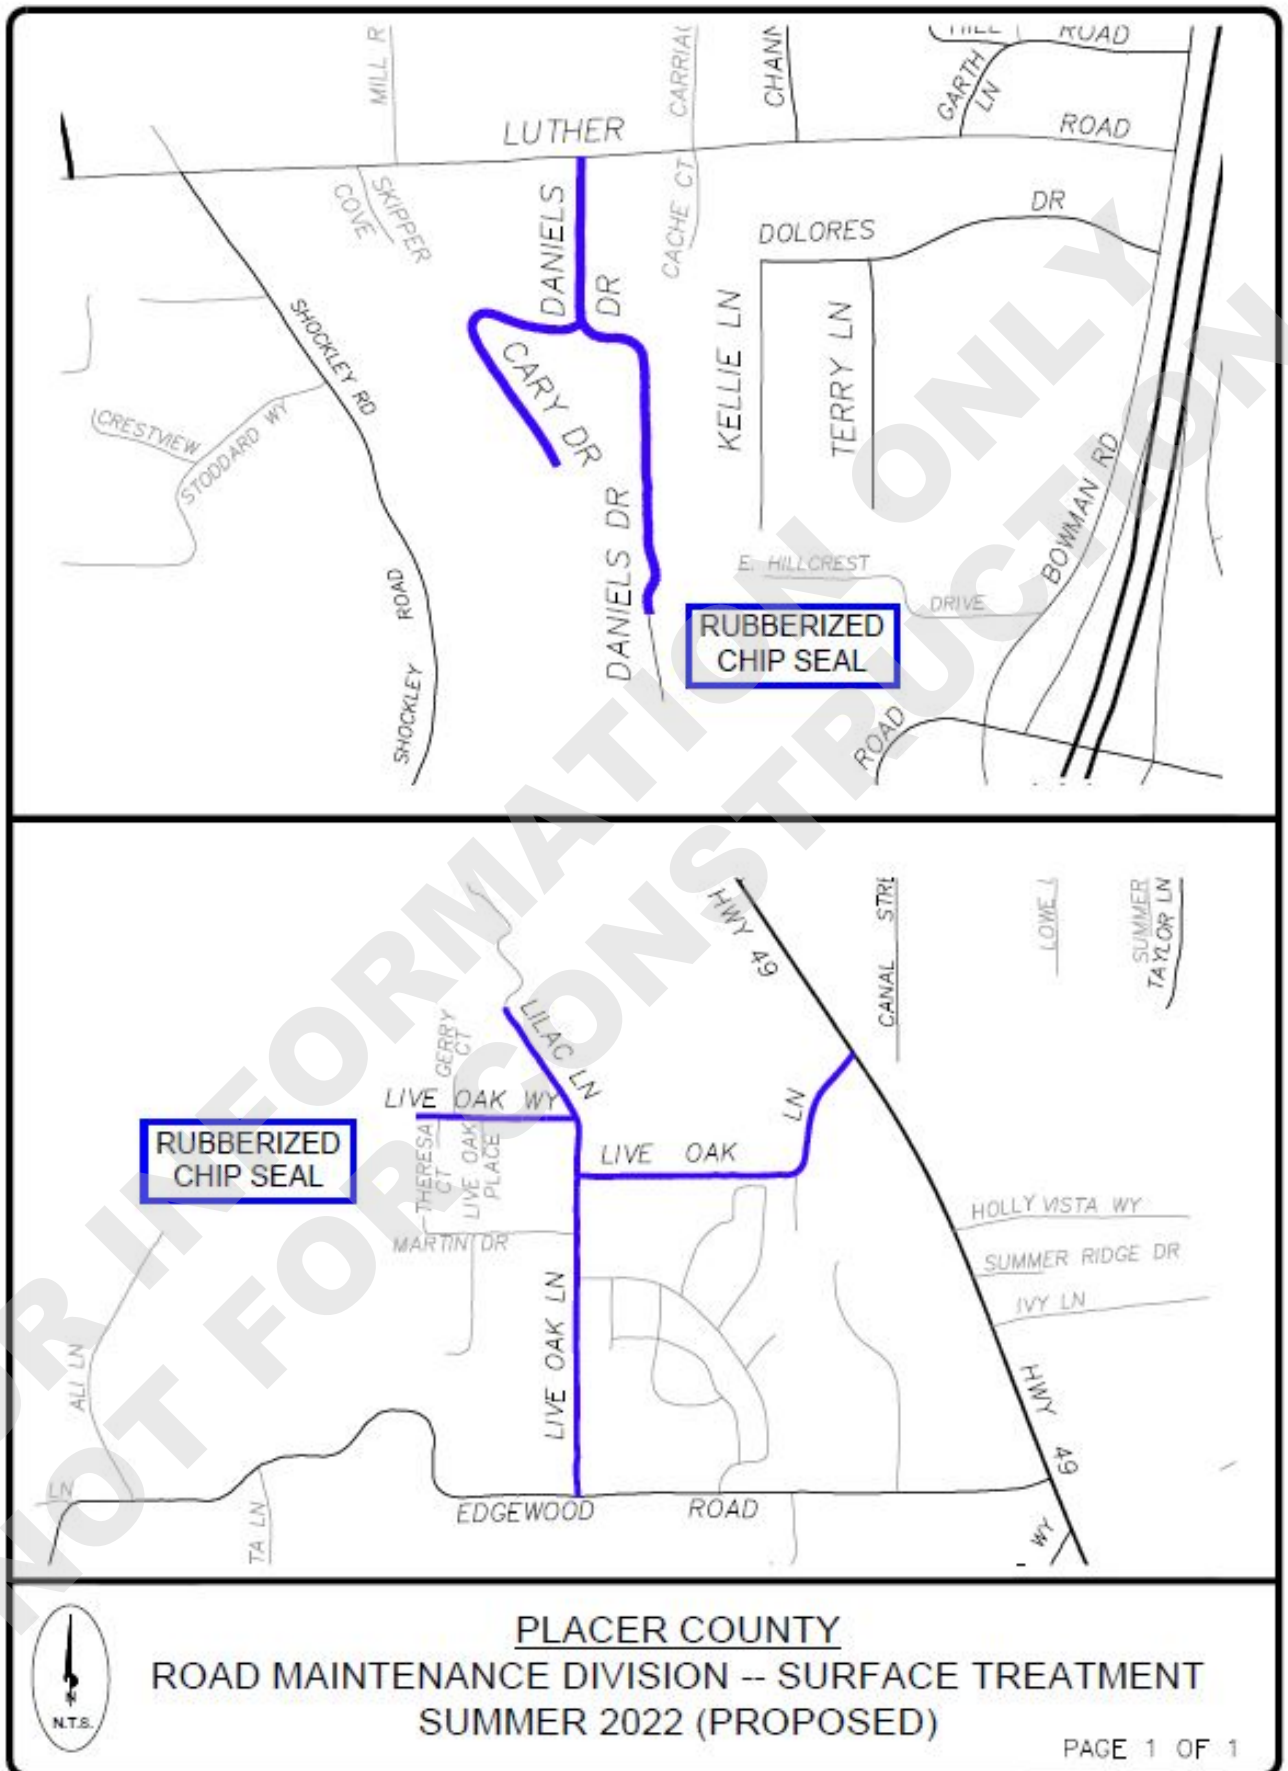 MILL R
CARRIA
CHANN
HILL ROAD
GARTH
LN
LUTHER ROAD
SKIPPER
COVE
DANIELS
DR
CACHE CT
DOLORES DR
SHOCKLEY RD
CARY DR
KELLIE LN
TERRY LN
CRESTVIEW
STODDARD WY
BOWMAN RD
DANIELS DR
E. HILLCREST
DRIVE
SHOCKLEY ROAD
RUBBERIZED
CHIP SEAL
ROAD
HWY 49
CANAL STRE
LOWE L
SUMMER
TAYLOR LN
LILAC LN
GERRY
CT
LIVE OAK WY
LN
RUBBERIZED
CHIP SEAL
THERESA
CT
LIVE OAK
PLACE
LIVE OAK
MARTIN DR
HOLLY VISTA WY
SUMMER RIDGE DR
IVY LN
LIVE OAK LN
ALI LN
HWY 49
LN
TA LN
EDGEWOOD ROAD
WY
FOR INFORMATION ONLY
NOT FOR CONSTRUCTION
N
N.T.S.
PLACER COUNTY
ROAD MAINTENANCE DIVISION -- SURFACE TREATMENT
SUMMER 2022 (PROPOSED)
PAGE 1 OF 1